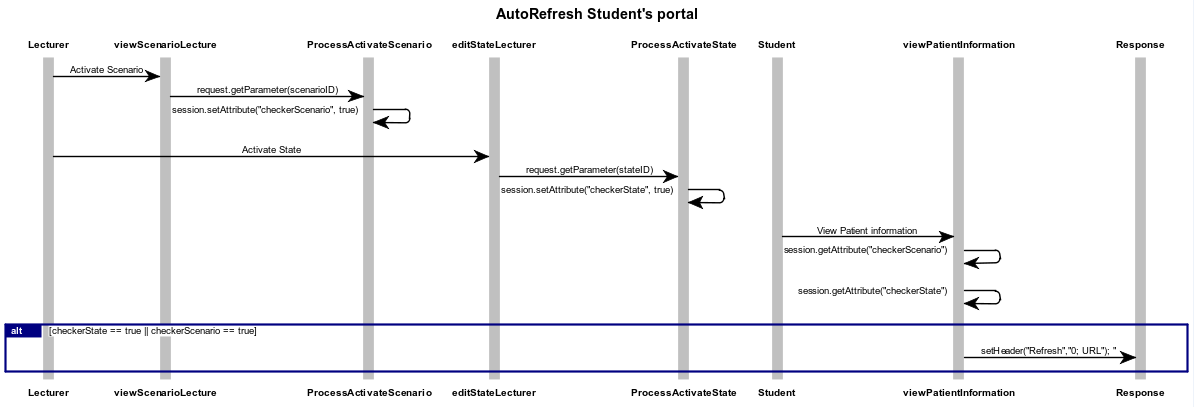 AutoRefresh Student's portal
Lecturer viewScenarioLecture ProcessActivateScenario editStateLecturer ProcessActivateState Student viewPatientInformation Response
Activate Scenario
request.getParameter(scenarioID)
session.setAttribute("checkerScenario", true)
Activate State
request.getParameter(stateID)
session.setAttribute("checkerState", true)
View Patient information
session.getAttribute("checkerScenario")
session.getAttribute("checkerState")
alt [checkerState == true || checkerScenario == true]
setHeader("Refresh","0; URL"); "
Lecturer viewScenarioLecture ProcessActivateScenario editStateLecturer ProcessActivateState Student viewPatientInformation Response